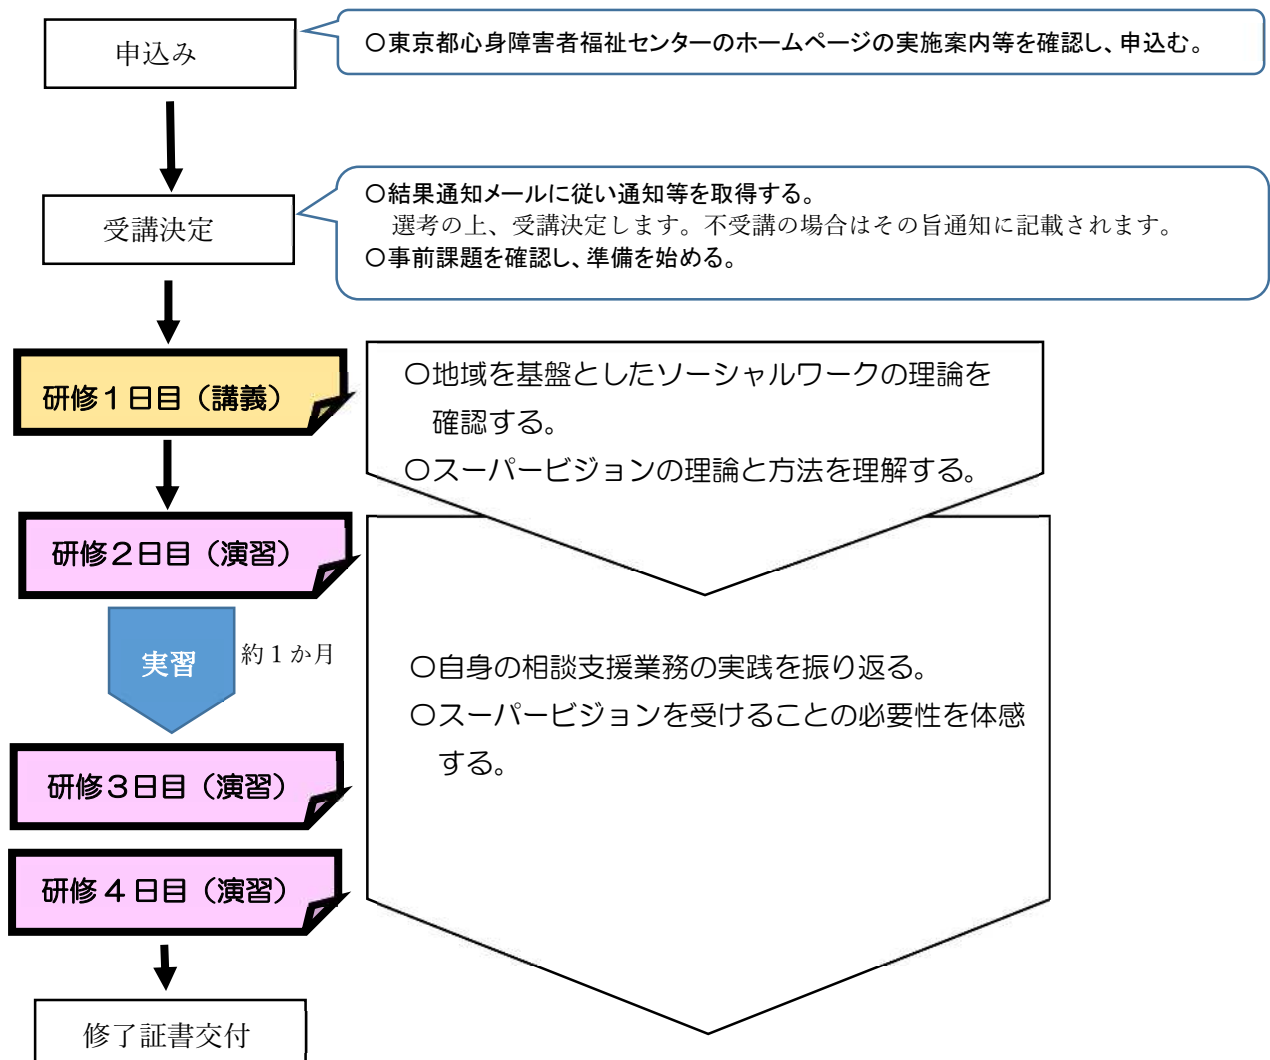 申込み
〇東京都心身障害者福祉センターのホームページの実施案内等を確認し、申込む。
受講決定
〇結果通知メールに従い通知等を取得する。
選考の上、受講決定します。不受講の場合はその旨通知に記載されます。
〇事前課題を確認し、準備を始める。
研修１日目（講義）
〇地域を基盤としたソーシャルワークの理論を
確認する。
〇スーパービジョンの理論と方法を理解する。
研修２日目（演習）
実習
約１か月
〇自身の相談支援業務の実践を振り返る。
〇スーパービジョンを受けることの必要性を体感
する。
研修３日目（演習）
研修４日目（演習）
修了証書交付